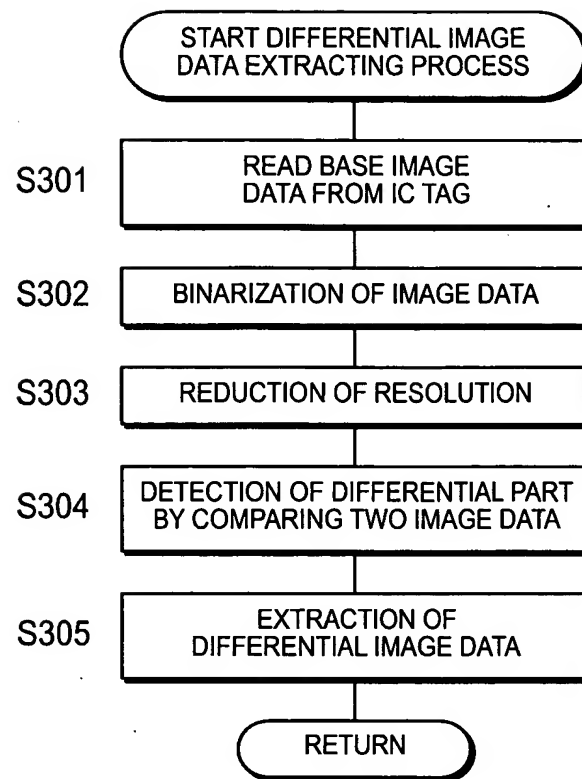 START DIFFERENTIAL IMAGE
DATA EXTRACTING PROCESS
S301
READ BASE IMAGE
DATA FROM IC TAG
S302
BINARIZATION OF IMAGE DATA
S303
REDUCTION OF RESOLUTION
S304
DETECTION OF DIFFERENTIAL PART
BY COMPARING TWO IMAGE DATA
S305
EXTRACTION OF
DIFFERENTIAL IMAGE DATA
RETURN